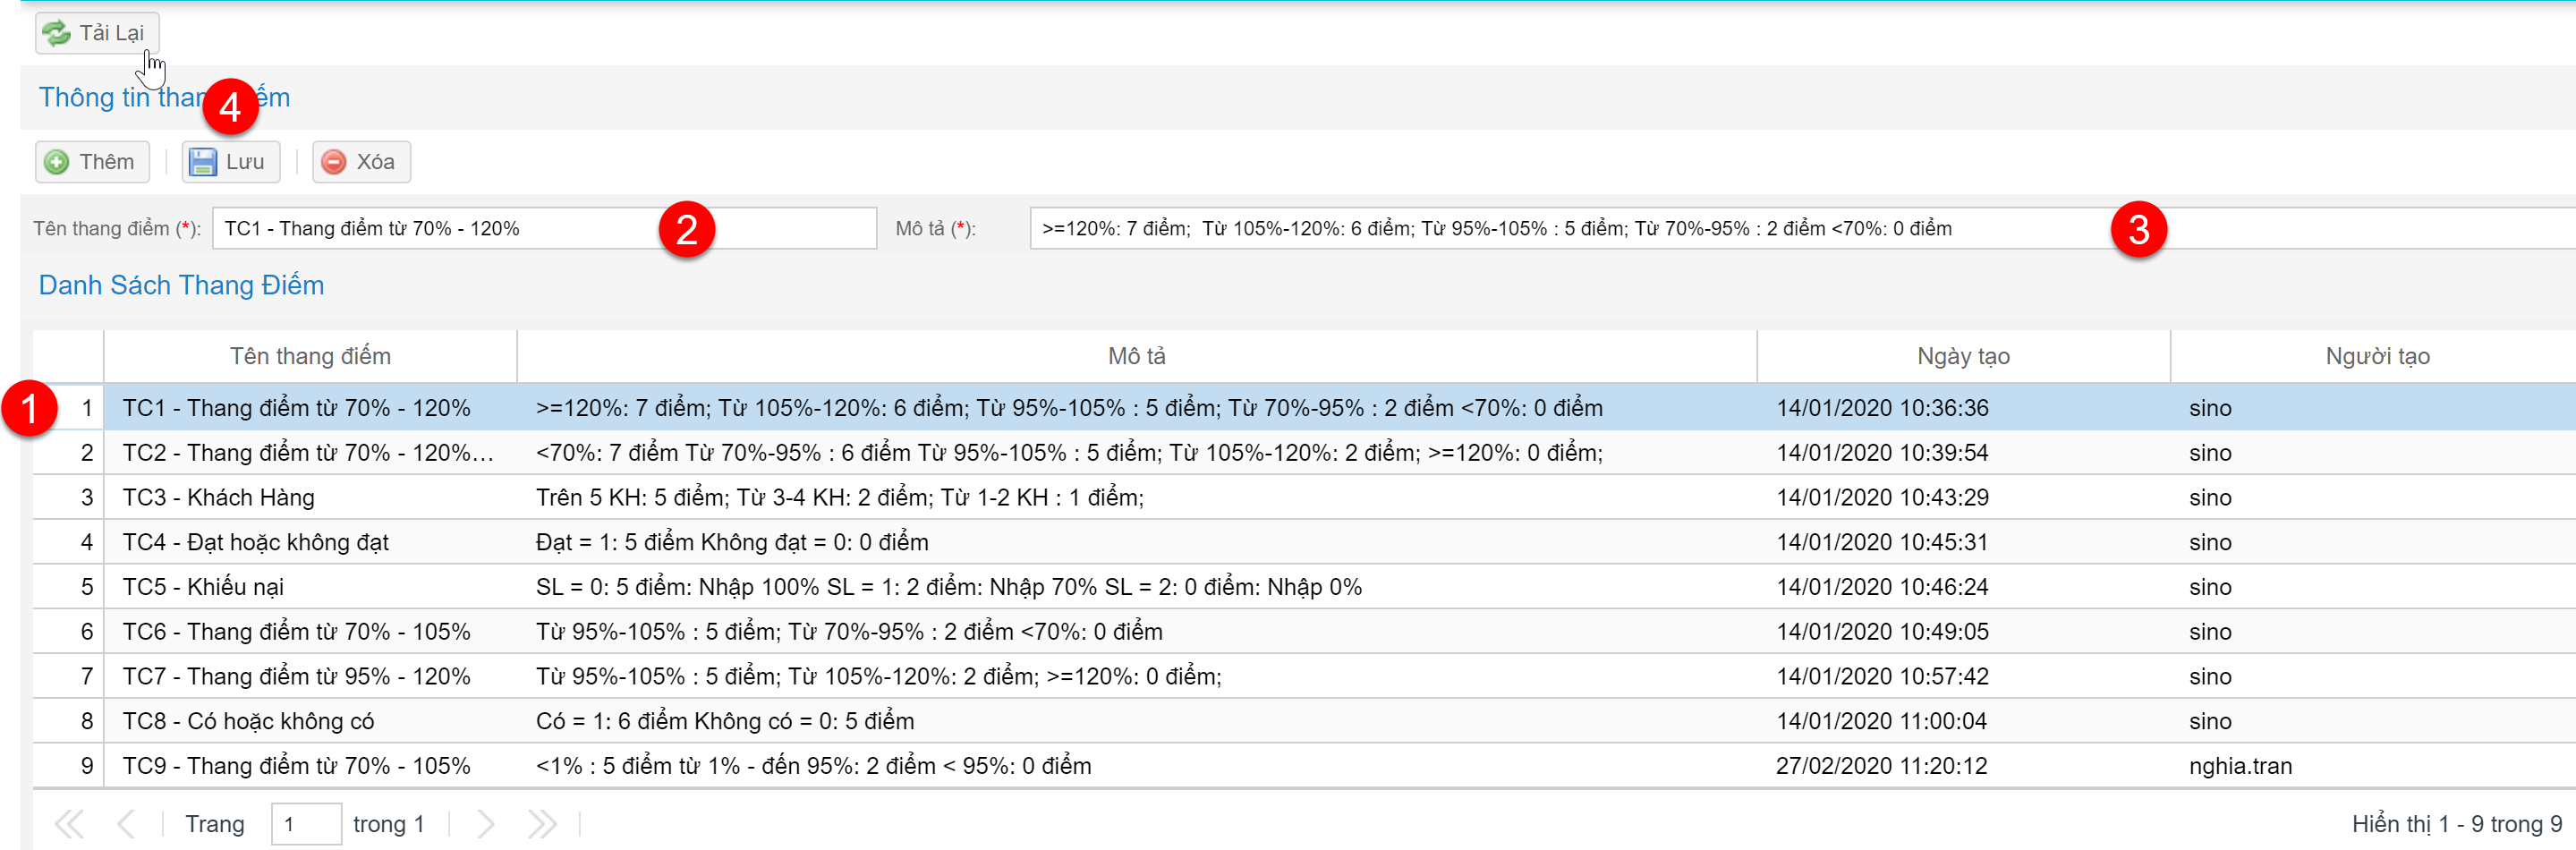 Tải Lại
Thông tin thang điểm
4
Thêm Lưu Xóa
Tên thang điểm (*): TC1 - Thang điểm từ 70% - 120% 2 Mô tả (*): >=120%: 7 điểm;  Từ 105%-120%: 6 điểm; Từ 95%-105% : 5 điểm; Từ 70%-95% : 2 điểm <70%: 0 điểm 3
Danh Sách Thang Điểm
Tên thang điểm Mô tả Ngày tạo Người tạo
1 1 TC1 - Thang điểm từ 70% - 120% >=120%: 7 điểm; Từ 105%-120%: 6 điểm; Từ 95%-105% : 5 điểm; Từ 70%-95% : 2 điểm <70%: 0 điểm 14/01/2020 10:36:36 sino
2 TC2 - Thang điểm từ 70% - 120%... <70%: 7 điểm Từ 70%-95% : 6 điểm Từ 95%-105% : 5 điểm; Từ 105%-120%: 2 điểm; >=120%: 0 điểm; 14/01/2020 10:39:54 sino
3 TC3 - Khách Hàng Trên 5 KH: 5 điểm; Từ 3-4 KH: 2 điểm; Từ 1-2 KH : 1 điểm; 14/01/2020 10:43:29 sino
4 TC4 - Đạt hoặc không đạt Đạt = 1: 5 điểm Không đạt = 0: 0 điểm 14/01/2020 10:45:31 sino
5 TC5 - Khiếu nại SL = 0: 5 điểm: Nhập 100% SL = 1: 2 điểm: Nhập 70% SL = 2: 0 điểm: Nhập 0% 14/01/2020 10:46:24 sino
6 TC6 - Thang điểm từ 70% - 105% Từ 95%-105% : 5 điểm; Từ 70%-95% : 2 điểm <70%: 0 điểm 14/01/2020 10:49:05 sino
7 TC7 - Thang điểm từ 95% - 120% Từ 95%-105% : 5 điểm; Từ 105%-120%: 2 điểm; >=120%: 0 điểm; 14/01/2020 10:57:42 sino
8 TC8 - Có hoặc không có Có = 1: 6 điểm Không có = 0: 5 điểm 14/01/2020 11:00:04 sino
9 TC9 - Thang điểm từ 70% - 105% <1% : 5 điểm từ 1% - đến 95%: 2 điểm < 95%: 0 điểm 27/02/2020 11:20:12 nghia.tran
Trang 1 trong 1 Hiển thị 1 - 9 trong 9